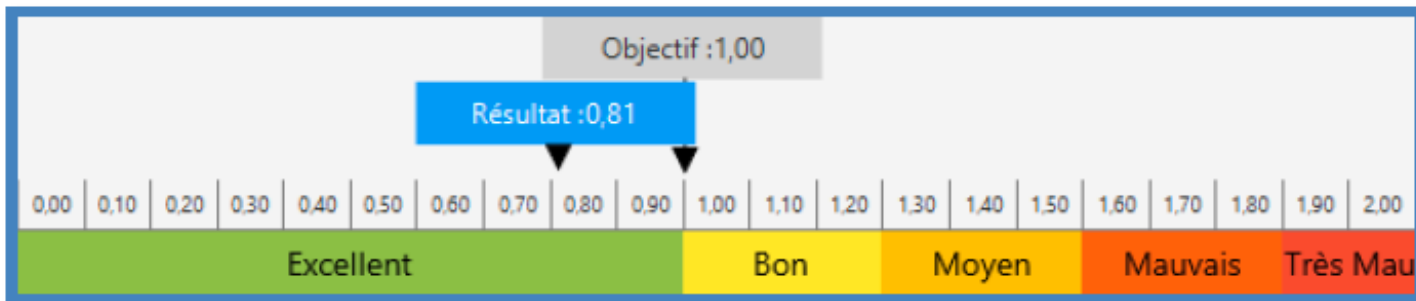 Objectif :1,00
Résultat :0,81
0,00 0,10 0,20 0,30 0,40 0,50 0,60 0,70 0,80 0,90 1,00 1,10 1,20 1,30 1,40 1,50 1,60 1,70 1,80 1,90 2,00
Excellent Bon Moyen Mauvais Très Mau